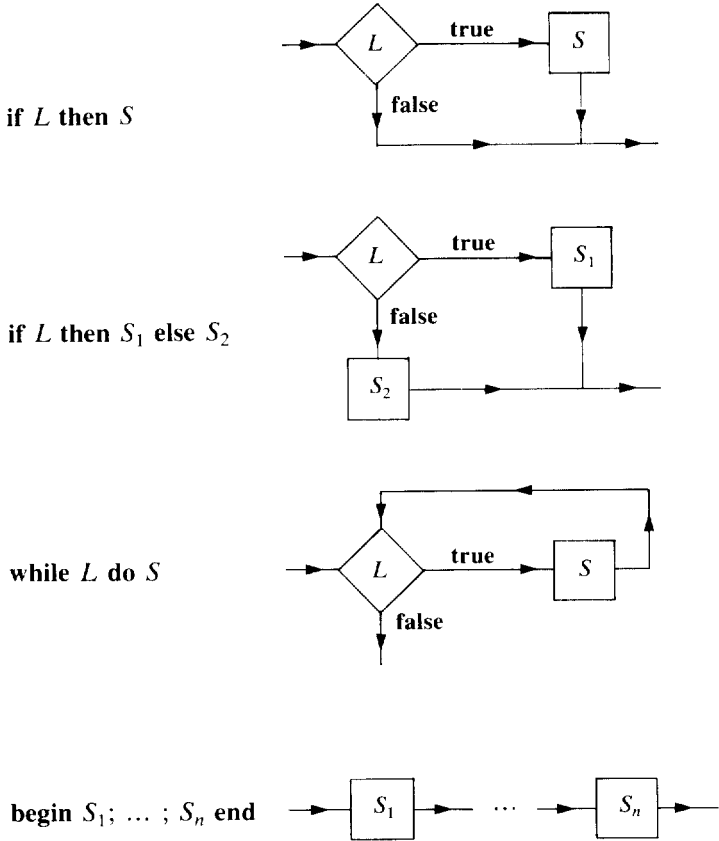 L true S
false
if L then S
L true S₁
false
if L then S₁ else S₂
S₂
L true S
while L do S
false
begin S₁; ... ; Sₙ end S₁ ... Sₙ